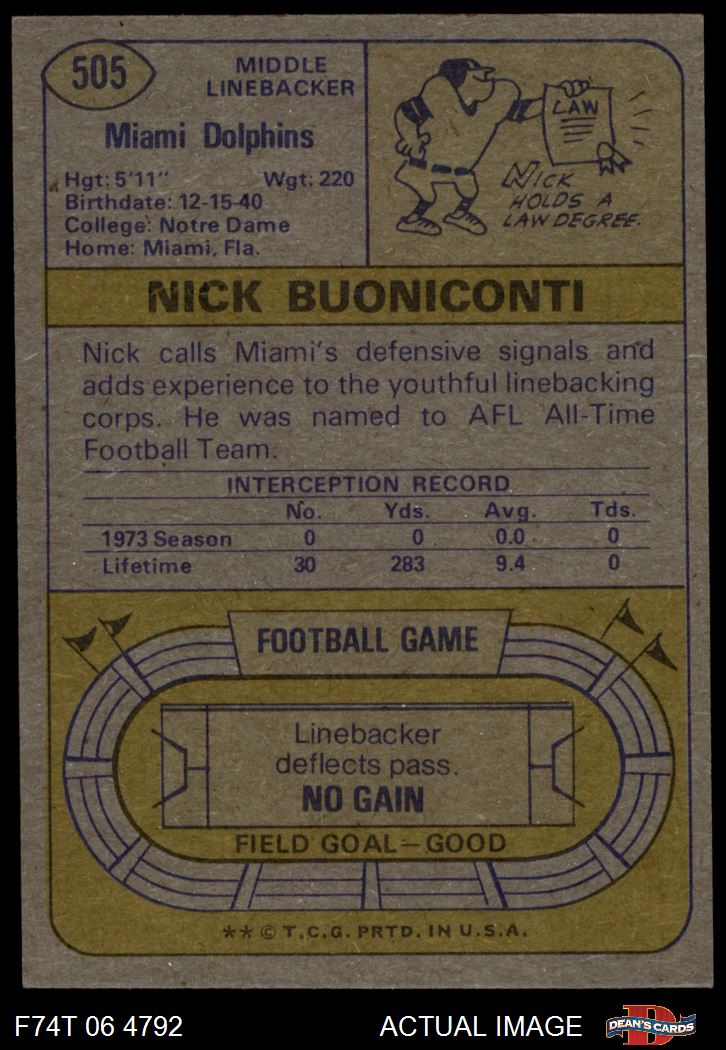 505
MIDDLE
LINEBACKER
Miami Dolphins
Hgt: 5'11" Wgt: 220
Birthdate: 12-15-40
College: Notre Dame
Home: Miami, Fla.
LAW
NICK
HOLDS A
LAW DEGREE.
NICK BUONICONTI
Nick calls Miami's defensive signals and
adds experience to the youthful linebacking
corps. He was named to AFL All-Time
Football Team.
INTERCEPTION RECORD
No. Yds. Avg. Tds.
1973 Season 0 0 0.0 0
Lifetime 30 283 9.4 0
FOOTBALL GAME
Linebacker
deflects pass.
NO GAIN
FIELD GOAL—GOOD
** © T.C.G. PRTD. IN U.S.A.
F74T 06 4792 ACTUAL IMAGE D DEAN'S CARDS